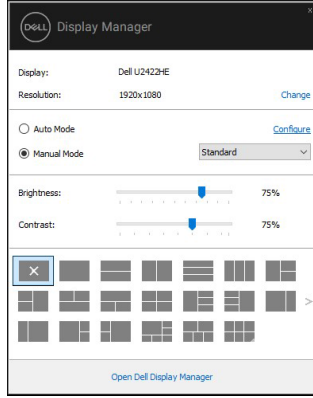 DELL Display Manager
Display: Dell U2422HE
Resolution: 1920x1080 Change
Auto Mode Configure
Manual Mode Standard
Brightness: 75%
Contrast: 75%
Open Dell Display Manager